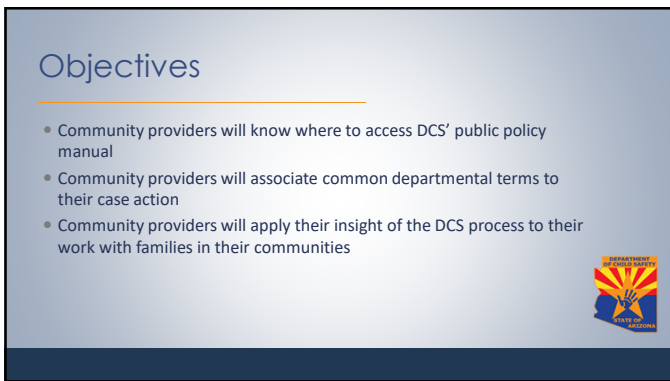 Objectives
• Community providers will know where to access DCS’ public policy
manual
• Community providers will associate common departmental terms to
their case action
• Community providers will apply their insight of the DCS process to their
work with families in their communities
DEPARTMENT
OF CHILD SAFETY
STATE OF
ARIZONA